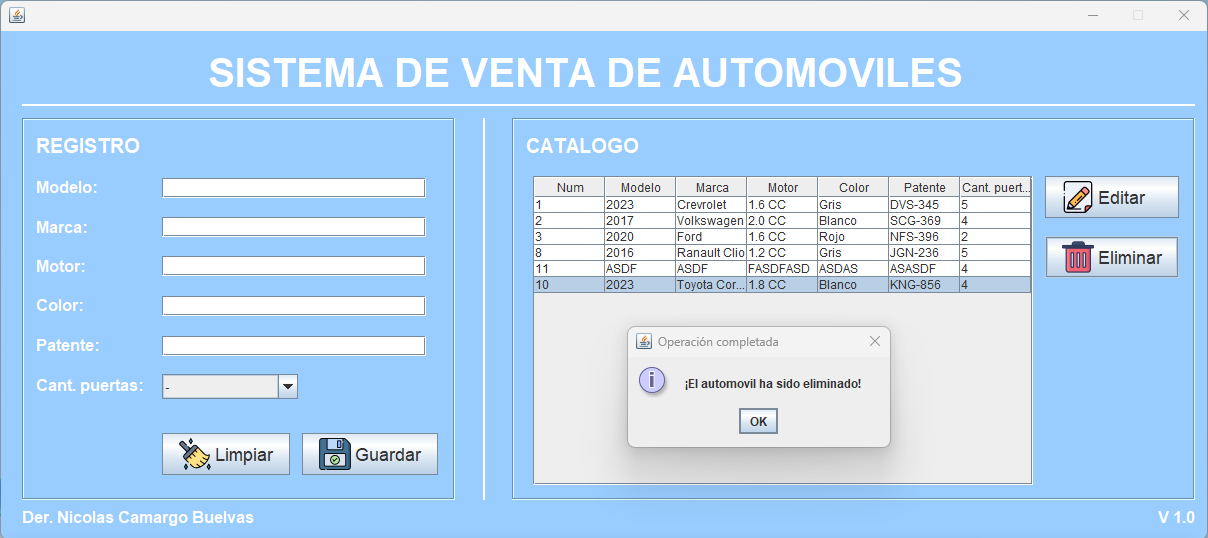 SISTEMA DE VENTA DE AUTOMOVILES
REGISTRO
Modelo:
Marca:
Motor:
Color:
Patente:
Cant. puertas: -
Limpiar Guardar
CATALOGO
Num Modelo Marca Motor Color Patente Cant. puert...
1 2023 Crevrolet 1.6 CC Gris DVS-345 5
2 2017 Volkswagen 2.0 CC Blanco SCG-369 4
3 2020 Ford 1.6 CC Rojo NFS-396 2
8 2016 Ranault Clio 1.2 CC Gris JGN-236 5
11 ASDF ASDF FASDFASD ASDAS ASASDF 4
10 2023 Toyota Cor... 1.8 CC Blanco KNG-856 4
Editar
Eliminar
Operación completada
¡El automovil ha sido eliminado!
OK
Der. Nicolas Camargo Buelvas
V 1.0